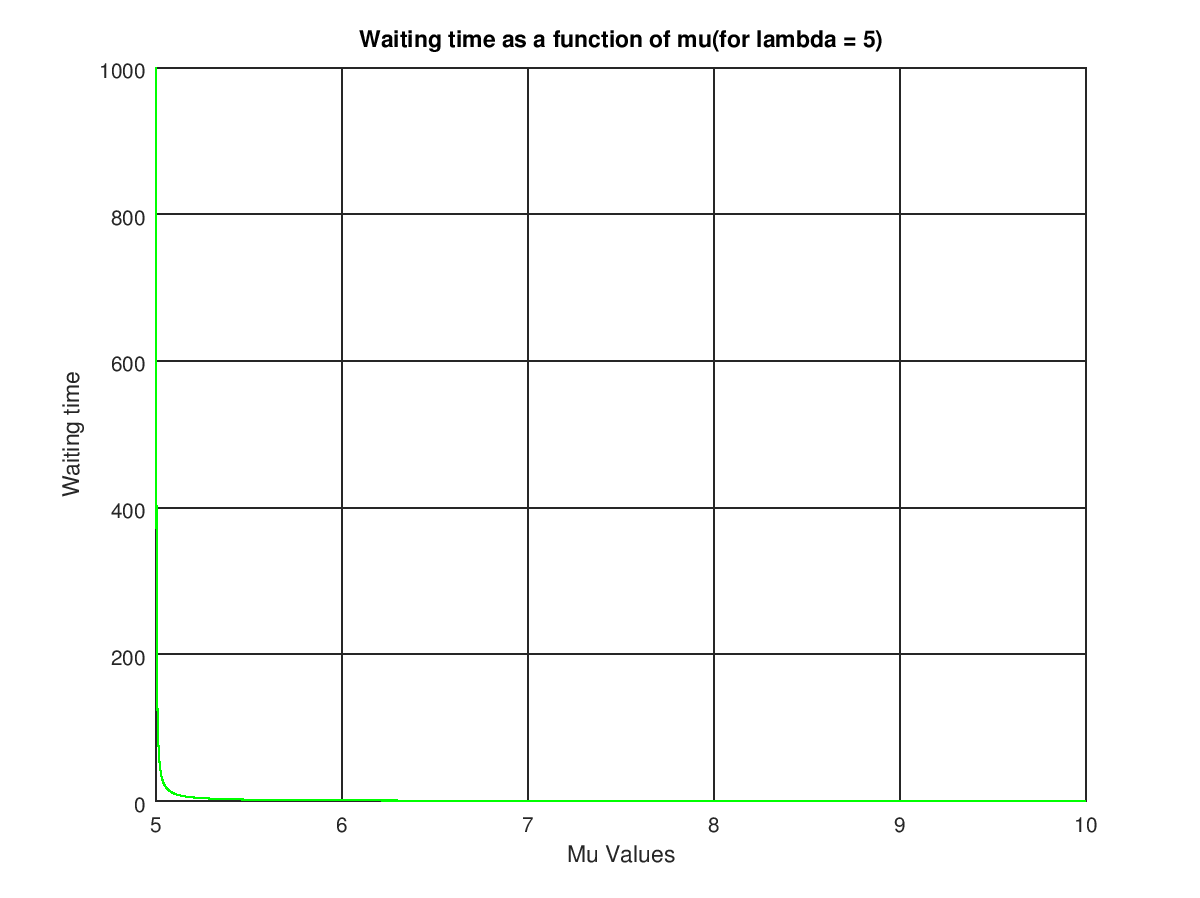 Waiting time as a function of mu(for lambda = 5)
1000
800
600
400
200
0
Waiting time
5 6 7 8 9 10
Mu Values